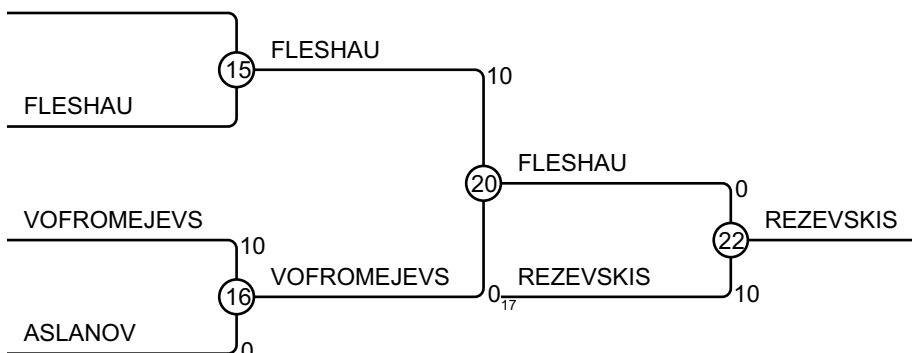 FLESHAU
15
10
FLESHAU
FLESHAU
20
0
VOFROMEJEVS
REZEVSKIS
10
22
VOFROMEJEVS
REZEVSKIS
16
0
17
10
ASLANOV
0